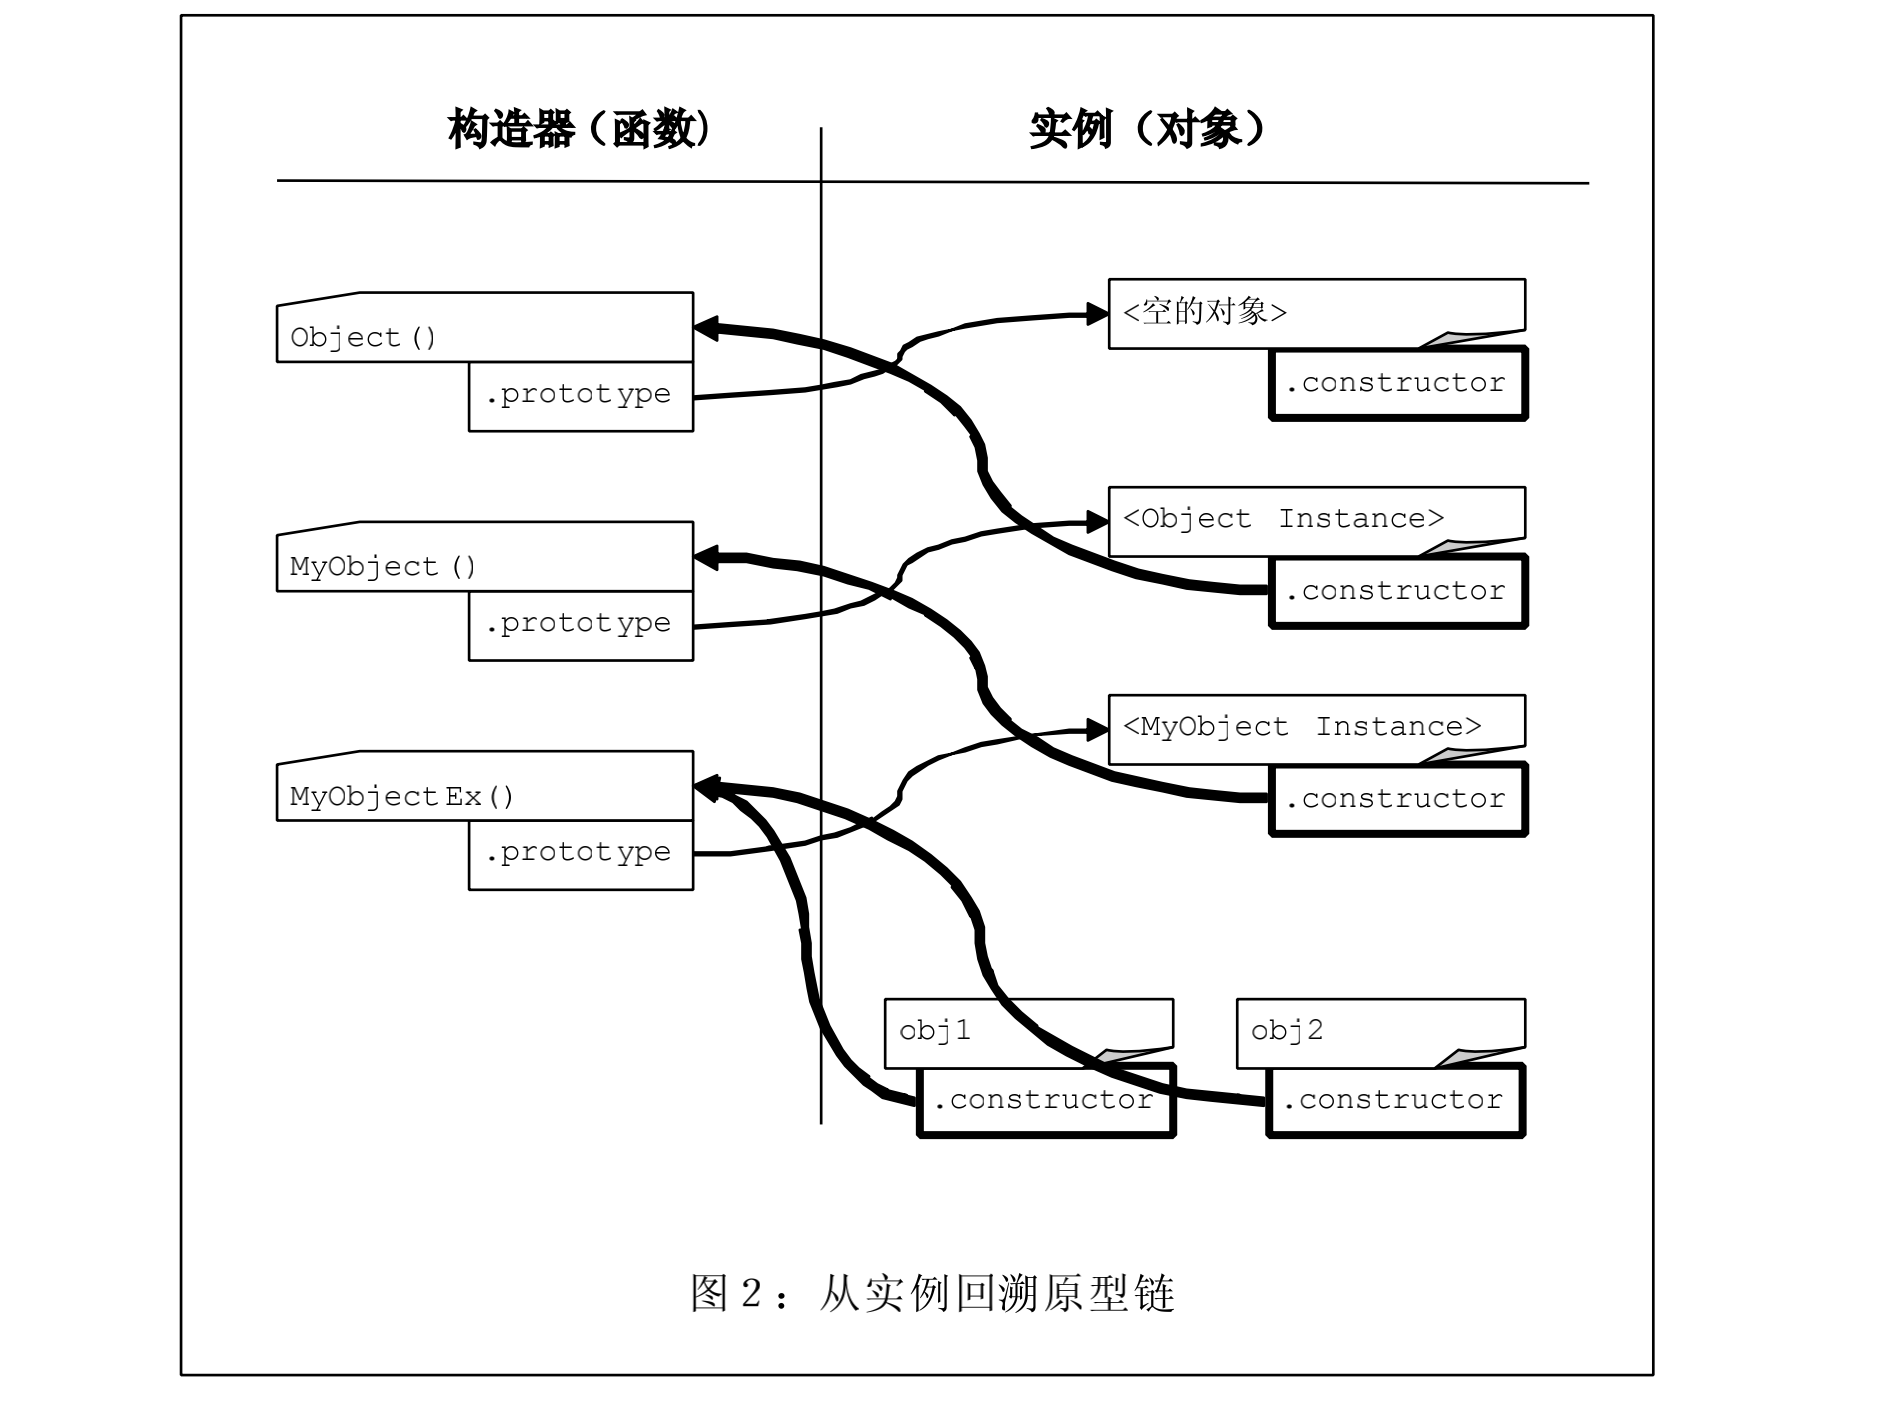 构造器（函数）
实例（对象）
Object()
.prototype
<空的对象>
.constructor
MyObject()
.prototype
<Object Instance>
.constructor
MyObjectEx()
.prototype
<MyObject Instance>
.constructor
obj1
.constructor
obj2
.constructor
图2：从实例回溯原型链